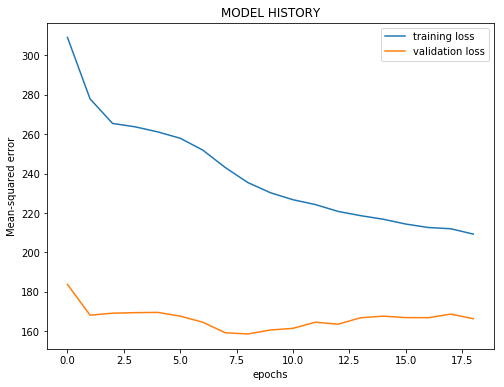 MODEL HISTORY
training loss
validation loss
Mean-squared error
300
280
260
240
220
200
180
160
0.0 2.5 5.0 7.5 10.0 12.5 15.0 17.5
epochs